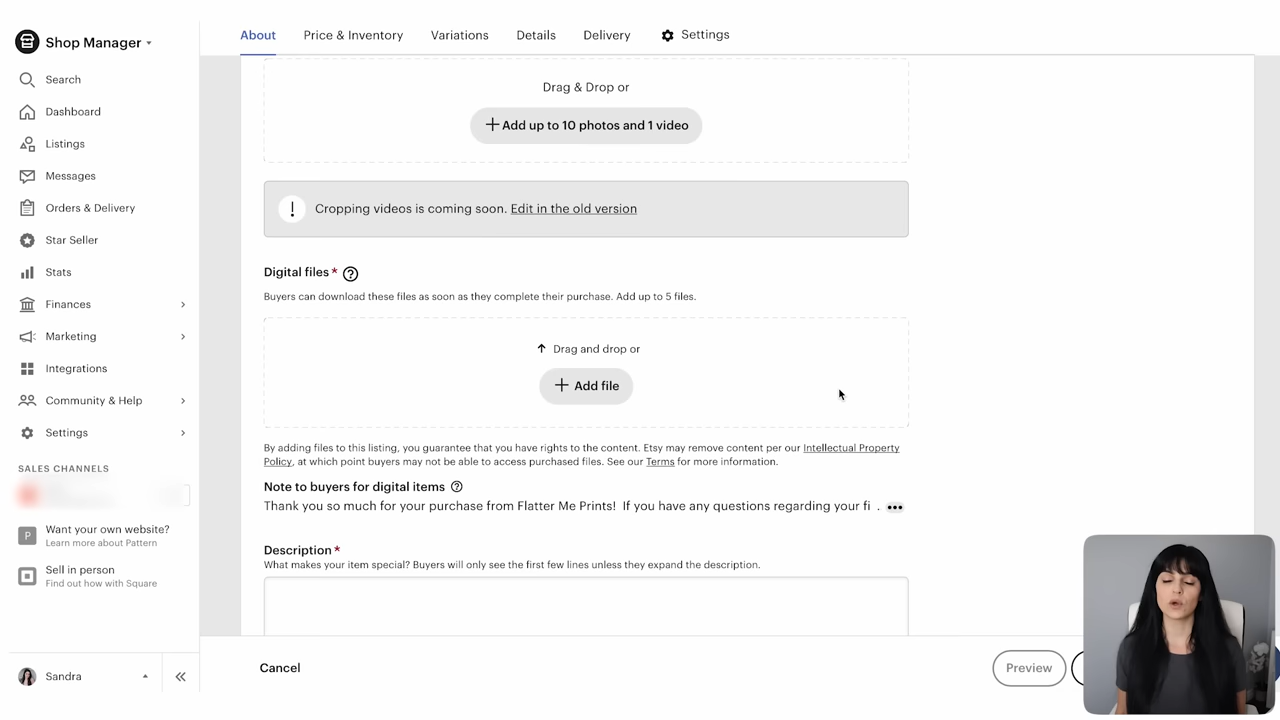 Shop Manager
Search
Dashboard
Listings
Messages
Orders & Delivery
Star Seller
Stats
Finances
Marketing
Integrations
Community & Help
Settings
SALES CHANNELS
P
Want your own website?
Learn more about Pattern
Sell in person
Find out how with Square
Sandra
About
Price & Inventory
Variations
Details
Delivery
Settings
Drag & Drop or
Add up to 10 photos and 1 video
Cropping videos is coming soon. Edit in the old version
Digital files *
Buyers can download these files as soon as they complete their purchase. Add up to 5 files.
Drag and drop or
Add file
By adding files to this listing, you guarantee that you have rights to the content. Etsy may remove content per our Intellectual Property
Policy, at which point buyers may not be able to access purchased files. See our Terms for more information.
Note to buyers for digital items
Thank you so much for your purchase from Flatter Me Prints! If you have any questions regarding your fi . •••
Description *
What makes your item special? Buyers will only see the first few lines unless they expand the description.
Cancel
Preview